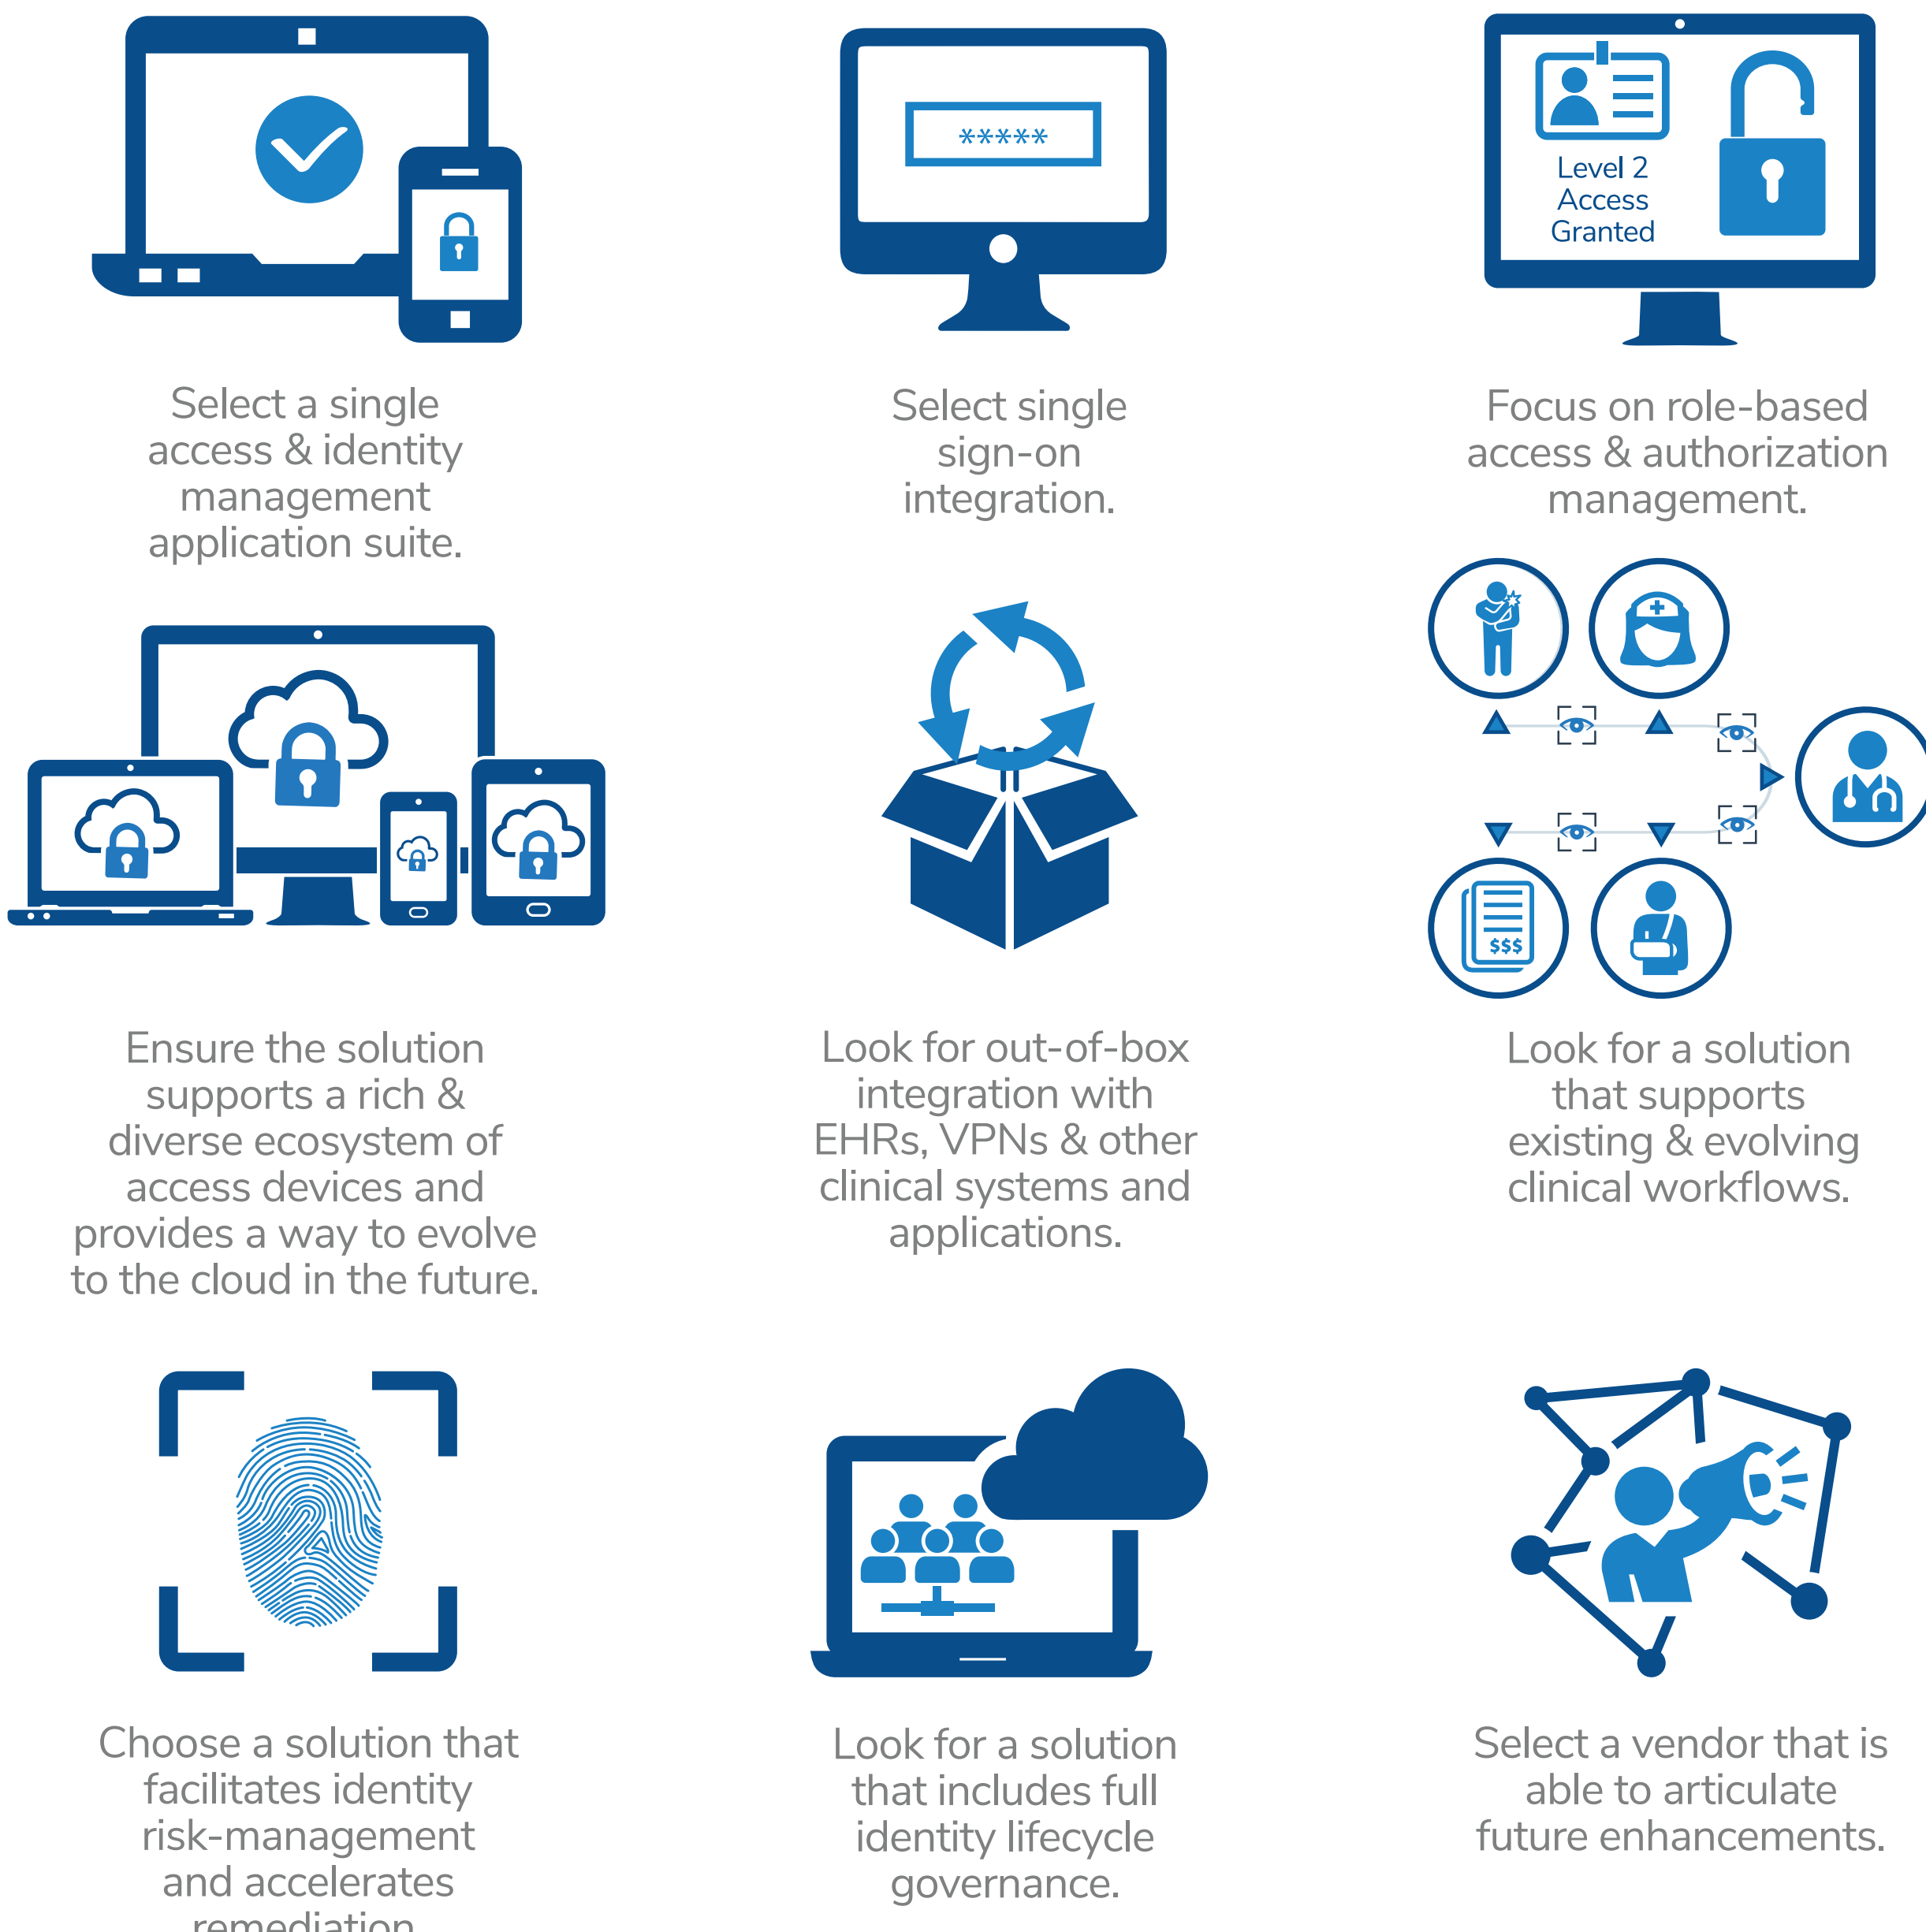 *****
Level 2
Access
Granted
Select a single
access & identity
management
application suite.
Select single
sign-on
integration.
Focus on role-based
access & authorization
management.
$$$
Ensure the solution
supports a rich &
diverse ecosystem of
access devices and
provides a way to evolve
to the cloud in the future.
Look for out-of-box
integration with
EHRs, VPNs & other
clinical systems and
applications.
Look for a solution
that supports
existing & evolving
clinical workflows.
Choose a solution that
facilitates identity
risk-management
and accelerates
remediation
Look for a solution
that includes full
identity lifecycle
governance.
Select a vendor that is
able to articulate
future enhancements.